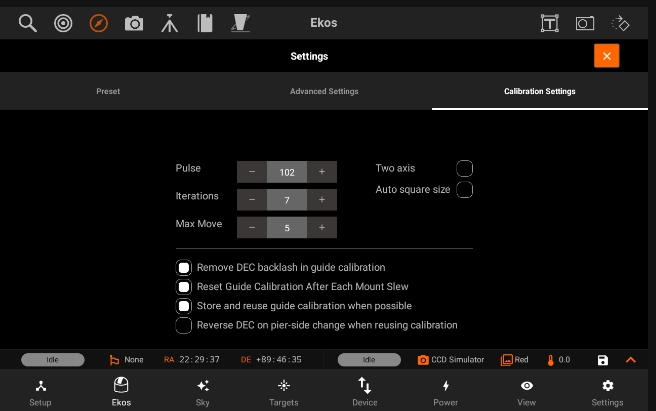 Ekos
Settings
Preset
Advanced Settings
Calibration Settings
Pulse
− 102 +
Two axis
Auto square size
Iterations
− 7 +
Max Move
− 5 +
Remove DEC backlash in guide calibration
Reset Guide Calibration After Each Mount Slew
Store and reuse guide calibration when possible
Reverse DEC on pier-side change when reusing calibration
Idle None RA 22:29:37 DE +89:46:35 Idle CCD Simulator Red 0.0
Setup Ekos Sky Targets Device Power View Settings